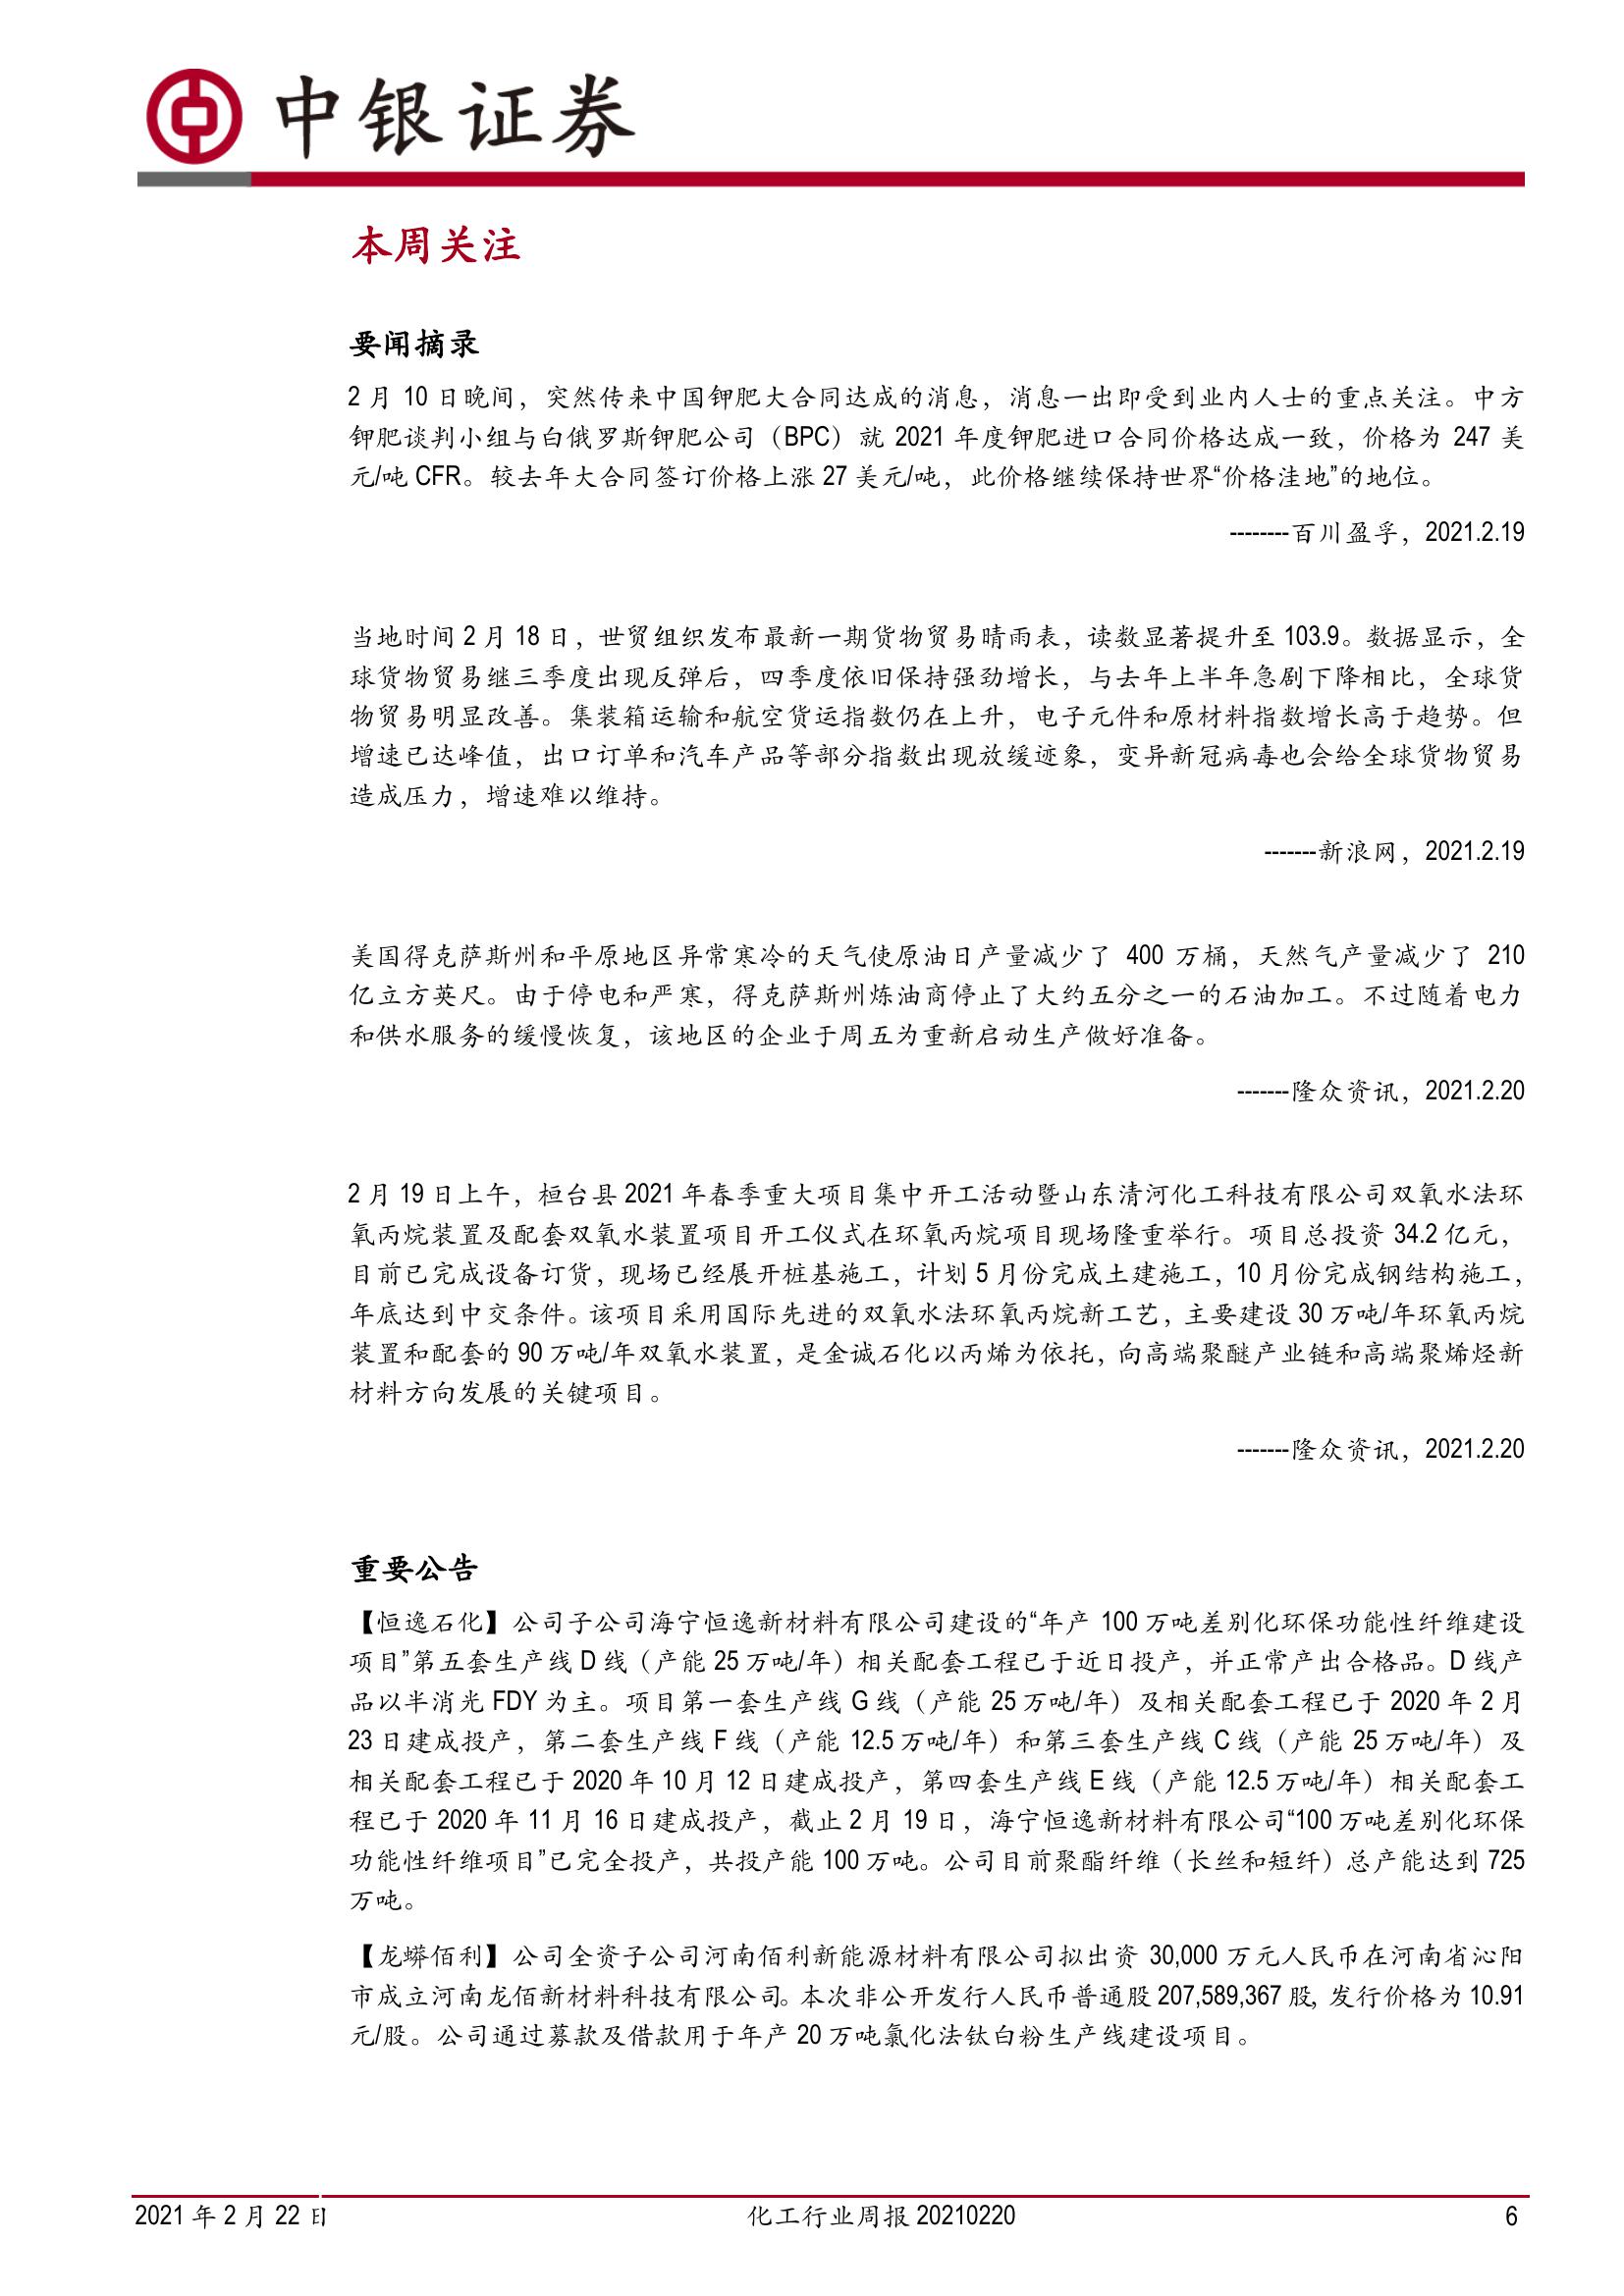 中银证券
本周关注
要闻摘录
2 月 10 日晚间，突然传来中国钾肥大合同达成的消息，消息一出即受到业内人士的重点关注。中方
钾肥谈判小组与白俄罗斯钾肥公司（BPC）就 2021 年度钾肥进口合同价格达成一致，价格为 247 美
元/吨 CFR。较去年大合同签订价格上涨 27 美元/吨，此价格继续保持世界“价格洼地”的地位。
--------百川盈孚，2021.2.19
当地时间 2 月 18 日，世贸组织发布最新一期货物贸易晴雨表，读数显著提升至 103.9。数据显示，全
球货物贸易继三季度出现反弹后，四季度依旧保持强劲增长，与去年上半年急剧下降相比，全球货
物贸易明显改善。集装箱运输和航空货运指数仍在上升，电子元件和原材料指数增长高于趋势。但
增速已达峰值，出口订单和汽车产品等部分指数出现放缓迹象，变异新冠病毒也会给全球货物贸易
造成压力，增速难以维持。
-------新浪网，2021.2.19
美国得克萨斯州和平原地区异常寒冷的天气使原油日产量减少了 400 万桶，天然气产量减少了 210
亿立方英尺。由于停电和严寒，得克萨斯州炼油商停止了大约五分之一的石油加工。不过随着电力
和供水服务的缓慢恢复，该地区的企业于周五为重新启动生产做好准备。
-------隆众资讯，2021.2.20
2 月 19 日上午，桓台县 2021 年春季重大项目集中开工活动暨山东清河化工科技有限公司双氧水法环
氧丙烷装置及配套双氧水装置项目开工仪式在环氧丙烷项目现场隆重举行。项目总投资 34.2 亿元，
目前已完成设备订货，现场已经展开桩基施工，计划 5 月份完成土建施工，10 月份完成钢结构施工，
年底达到中交条件。该项目采用国际先进的双氧水法环氧丙烷新工艺，主要建设 30 万吨/年环氧丙烷
装置和配套的 90 万吨/年双氧水装置，是金诚石化以丙烯为依托，向高端聚醚产业链和高端聚烯烃新
材料方向发展的关键项目。
-------隆众资讯，2021.2.20
重要公告
【恒逸石化】公司子公司海宁恒逸新材料有限公司建设的“年产 100 万吨差别化环保功能性纤维建设
项目”第五套生产线 D 线（产能 25 万吨/年）相关配套工程已于近日投产，并正常产出合格品。D 线产
品以半消光 FDY 为主。项目第一套生产线 G 线（产能 25 万吨/年）及相关配套工程已于 2020 年 2 月
23 日建成投产，第二套生产线 F 线（产能 12.5 万吨/年）和第三套生产线 C 线（产能 25 万吨/年）及
相关配套工程已于 2020 年 10 月 12 日建成投产，第四套生产线 E 线（产能 12.5 万吨/年）相关配套工
程已于 2020 年 11 月 16 日建成投产，截止 2 月 19 日，海宁恒逸新材料有限公司“100 万吨差别化环保
功能性纤维项目”已完全投产，共投产能 100 万吨。公司目前聚酯纤维（长丝和短纤）总产能达到 725
万吨。
【龙蟒佰利】公司全资子公司河南佰利新能源材料有限公司拟出资 30,000 万元人民币在河南省沁阳
市成立河南龙佰新材料科技有限公司。本次非公开发行人民币普通股 207,589,367 股，发行价格为 10.91
元/股。公司通过募款及借款用于年产 20 万吨氯化法钛白粉生产线建设项目。
2021 年 2 月 22 日
化工行业周报 20210220
6